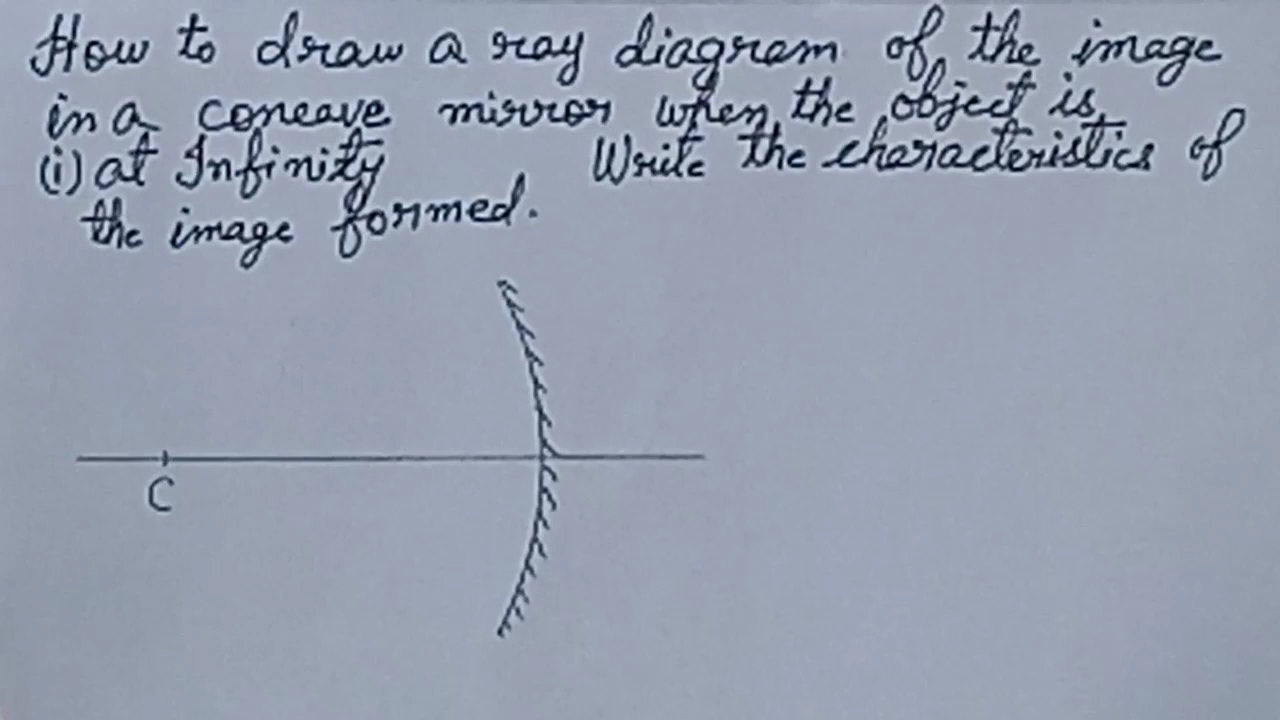 How to draw a ray diagram of the image
in a concave mirror when the object is,
(i) at Infinity Write the characteristics of
the image formed.
C